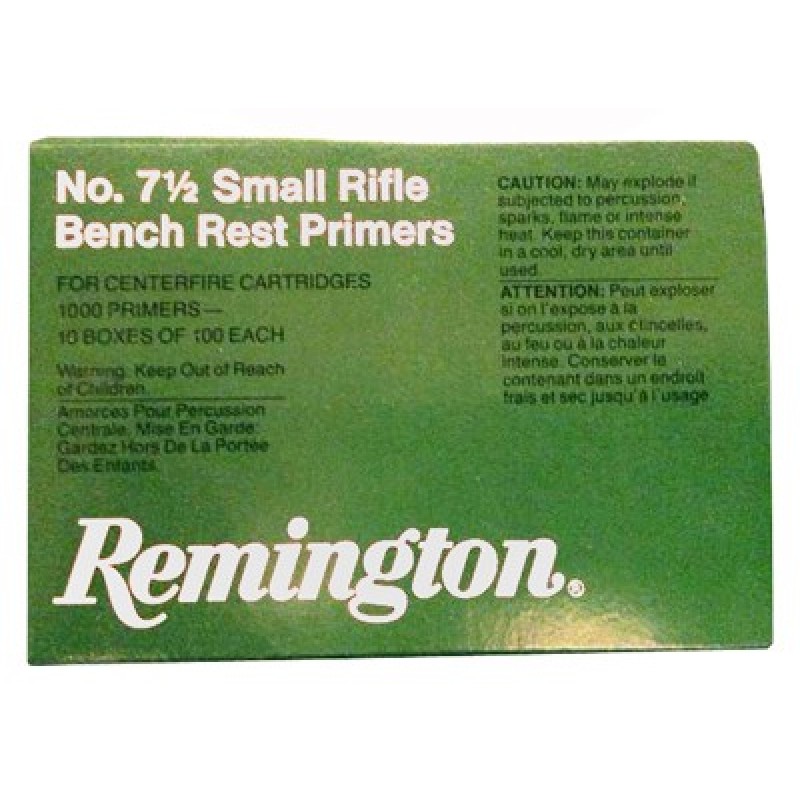 No. 7½ Small Rifle
Bench Rest Primers
FOR CENTERFIRE CARTRIDGES
1000 PRIMERS—
10 BOXES OF 100 EACH
Warning: Keep Out of Reach
of Children.
Amorces Pour Percussion
Centrale. Mise En Garde:
Gardez Hors De La Portée
Des Enfants.
CAUTION: May explode if
subjected to percussion,
sparks, flame or intense
heat. Keep this container
in a cool, dry area until
used.
ATTENTION: Peut exploser
si on l'expose à la
percussion, aux étincelles,
au feu ou à la chaleur
intense. Conserver le
contenant dans un endroit
frais et sec jusqu'à l'usage.
Remington®